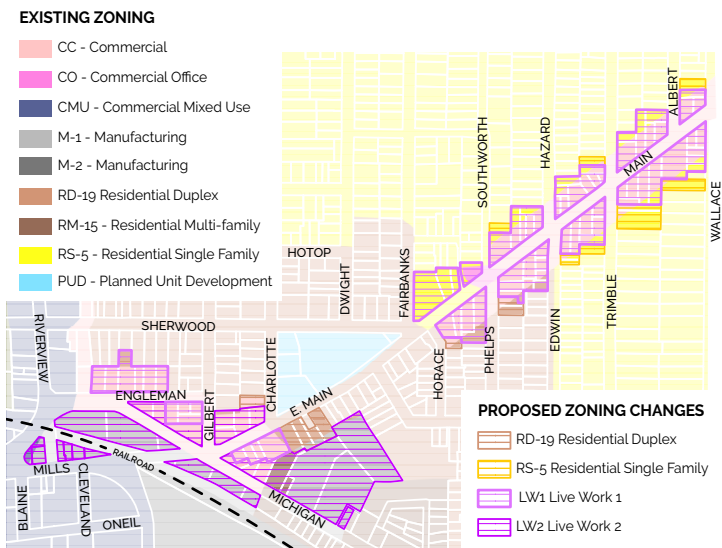 EXISTING ZONING
CC - Commercial
CO - Commercial Office
CMU - Commercial Mixed Use
M-1 - Manufacturing
M-2 - Manufacturing
RD-19 Residential Duplex
RM-15 - Residential Multi-family
RS-5 - Residential Single Family
PUD - Planned Unit Development
ALBERT
SOUTHWORTH
HAZARD
MAIN
WALLACE
HOTOP
DWIGHT
FAIRBANKS
TRIMBLE
EDWIN
PHELPS
HORACE
RIVERVIEW
SHERWOOD
CHARLOTTE
ENGLEMAN
GILBERT
E. MAIN
RAILROAD
MILLS
CLEVELAND
BLAINE
ONEIL
MICHIGAN
PROPOSED ZONING CHANGES
RD-19 Residential Duplex
RS-5 Residential Single Family
LW1 Live Work 1
LW2 Live Work 2